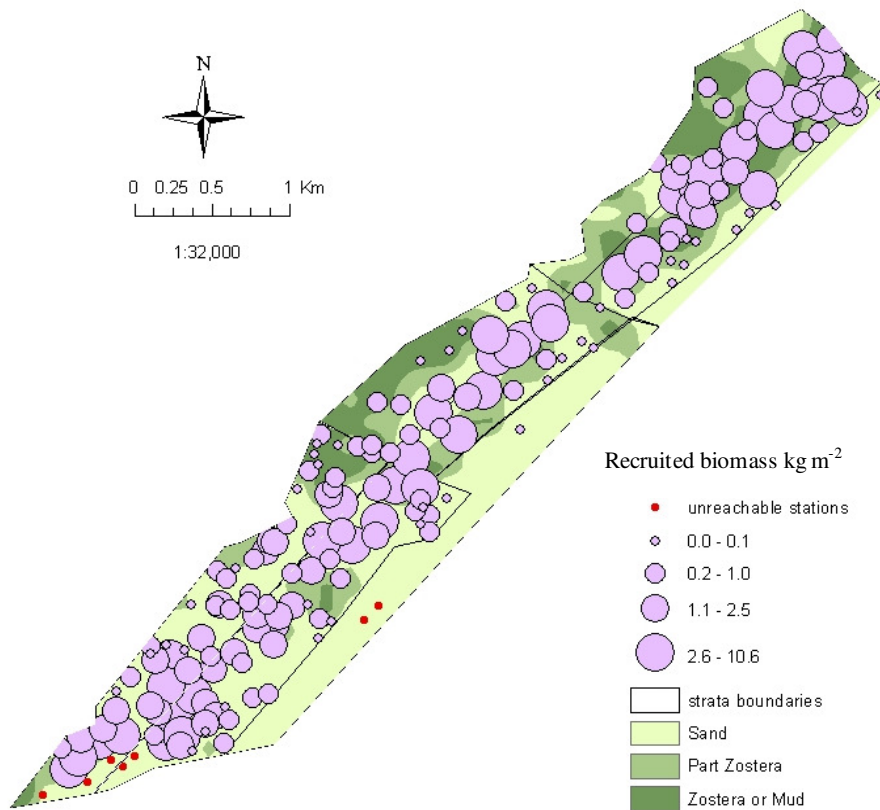 N
0 0.25 0.5 1 Km
1:32,000
Recruited biomass kg m-2
unreachable stations
0.0 - 0.1
0.2 - 1.0
1.1 - 2.5
2.6 - 10.6
strata boundaries
Sand
Part Zostera
Zostera or Mud